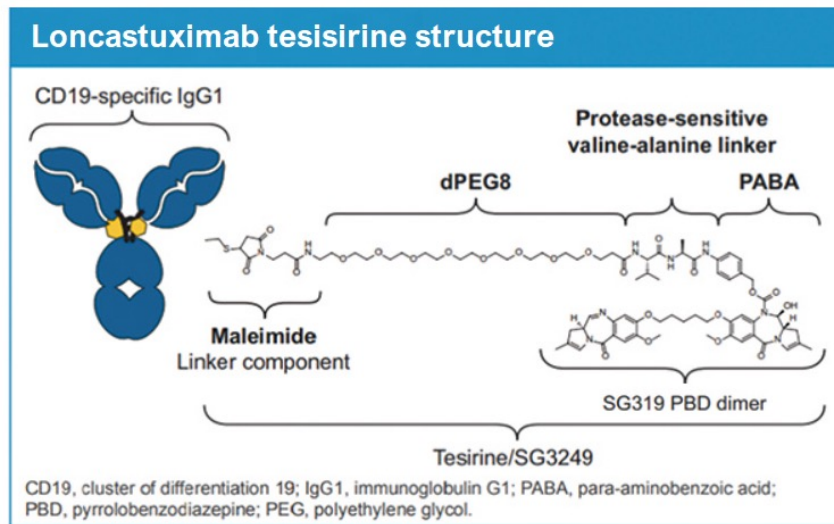 Loncastuximab tesisirine structure
CD19-specific IgG1
Protease-sensitive
valine-alanine linker
dPEG8
PABA
Maleimide
Linker component
SG319 PBD dimer
Tesirine/SG3249
CD19, cluster of differentiation 19; IgG1, immunoglobulin G1; PABA, para-aminobenzoic acid;
PBD, pyrrolobenzodiazepine; PEG, polyethylene glycol.